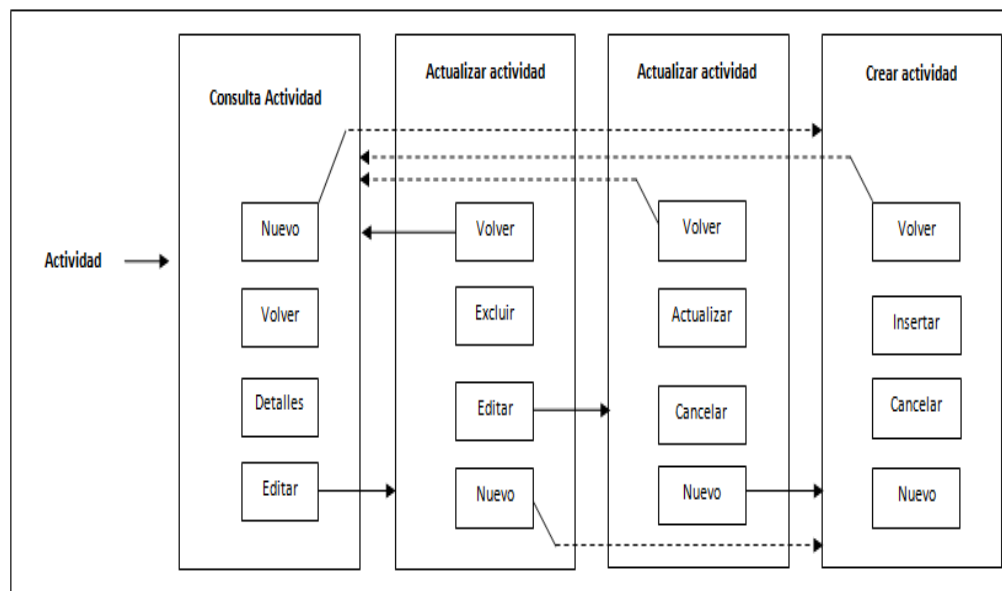 Actividad
Consulta Actividad
Nuevo
Volver
Detalles
Editar
Actualizar actividad
Volver
Excluir
Editar
Nuevo
Actualizar actividad
Volver
Actualizar
Cancelar
Nuevo
Crear actividad
Volver
Insertar
Cancelar
Nuevo